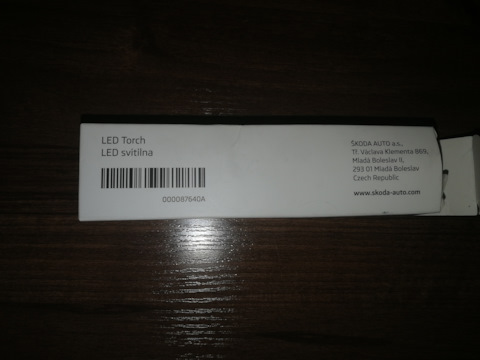 LED Torch
LED svítilna
000087640A
ŠKODA AUTO a.s.,
tř. Václava Klementa 869,
Mladá Boleslav II,
293 01 Mladá Boleslav
Czech Republic
www.skoda-auto.com